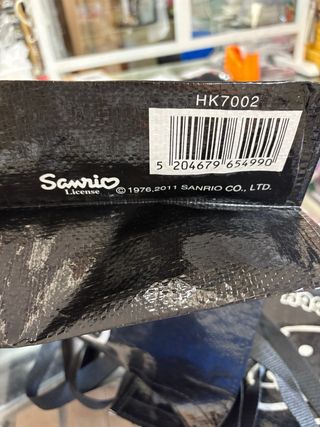 HK7002
5 204679 654990
Sanrio
License
© 1976,2011 SANRIO CO., LTD.